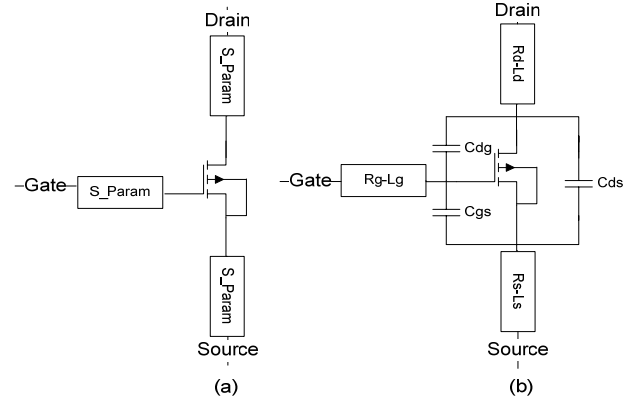 Drain
S_Param
Gate
S_Param
S_Param
Source
(a)
Drain
Rd-Ld
Cdg
Gate
Rg-Lg
Cds
Cgs
Rs-Ls
Source
(b)